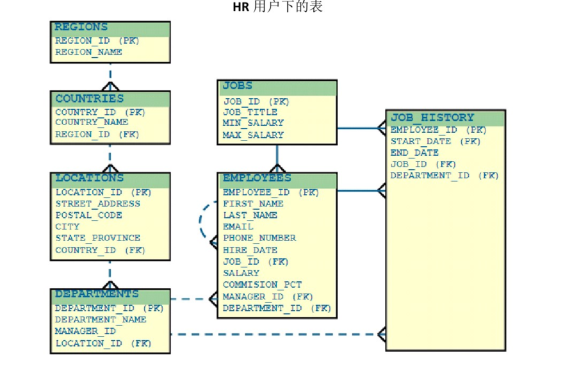 HR 用户下的表
REGIONS
REGION_ID (PK)
REGION_NAME
COUNTRIES
COUNTRY_ID (PK)
COUNTRY_NAME
REGION_ID (FK)
LOCATIONS
LOCATION_ID (PK)
STREET_ADDRESS
POSTAL_CODE
CITY
STATE_PROVINCE
COUNTRY_ID (FK)
DEPARTMENTS
DEPARTMENT_ID (PK)
DEPARTMENT_NAME
MANAGER_ID
LOCATION_ID (FK)
JOBS
JOB_ID (PK)
JOB_TITLE
MIN_SALARY
MAX_SALARY
EMPLOYEES
EMPLOYEE_ID (PK)
FIRST_NAME
LAST_NAME
EMAIL
PHONE_NUMBER
HIRE_DATE
JOB_ID (FK)
SALARY
COMMISION_PCT
MANAGER_ID (FK)
DEPARTMENT_ID (FK)
JOB_HISTORY
EMPLOYEE_ID (PK)
START_DATE (PK)
END_DATE
JOB_ID (FK)
DEPARTMENT_ID (FK)